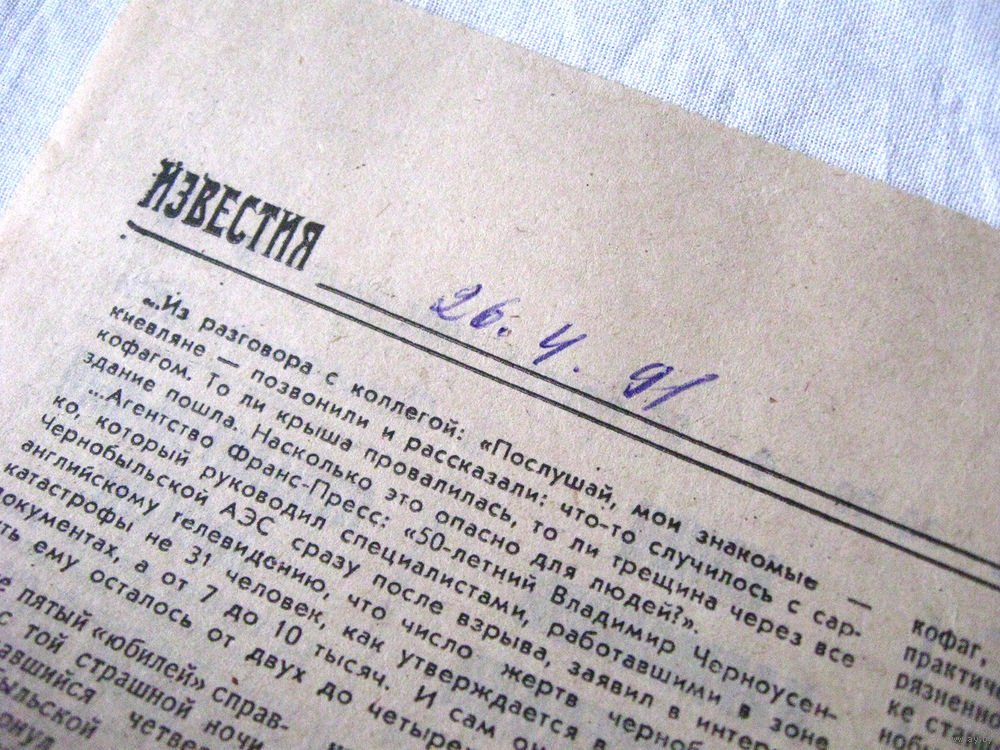 ИЗВЕСТИЯ
26. 4. 91
...Из разговора с коллегой: «Послушай, мои знакомые —
киевляне — позвонили и рассказали: что-то случилось с сар-
кофагом. То ли крыша провалилась, то ли трещина через все
здание пошла. Насколько это опасно для людей?».
...Агентство Франс-Пресс: «50-летний Владимир Черноусен-
ко, который руководил специалистами, работавшими в зоне
Чернобыльской АЭС сразу после взрыва, заявил в
английскому телевидению, что число жертв
катастрофы не 31 человек, как утверждается в
документах, а от 7 до 10 тысяч. И сам он
ему осталось от двух до
пятый «юбилей» справ-
с той страшной ночи
кофаг,